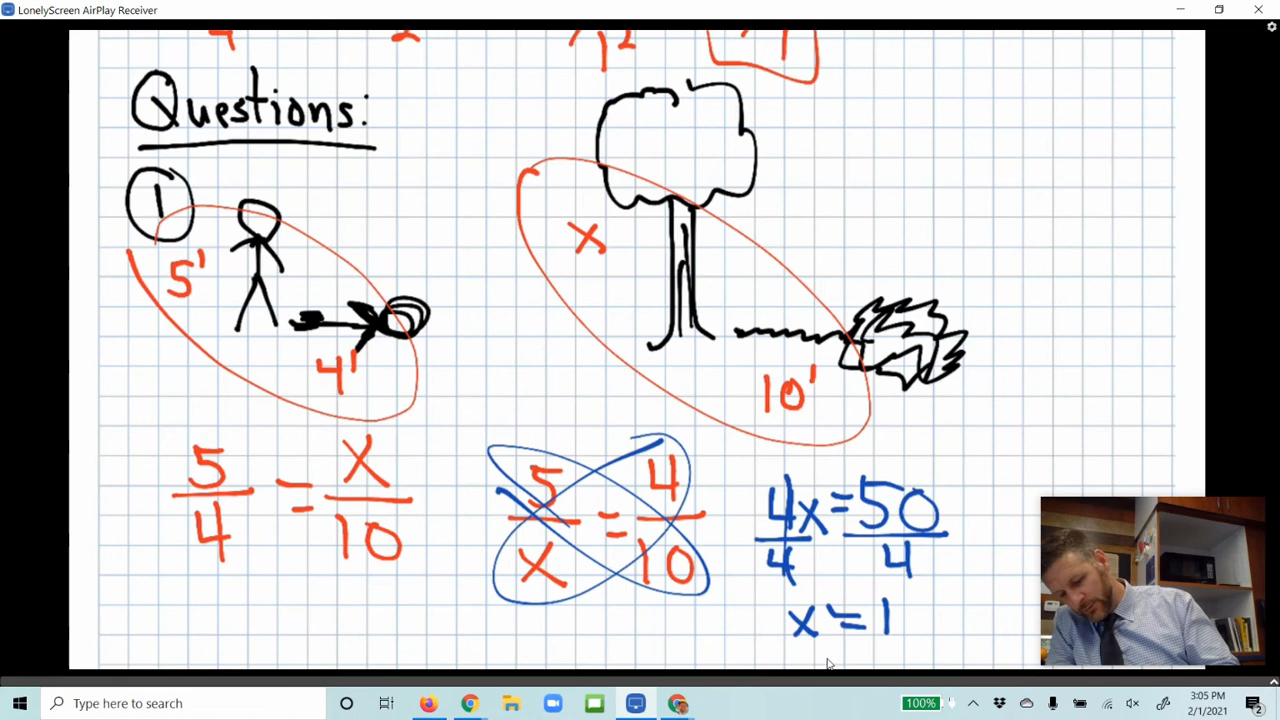 LonelyScreen AirPlay Receiver
Questions:
1
5'
4'
x
10'
5/4 = x/10
5/x = 4/10
4x = 50
4 4
x = 1
Type here to search
100%
3:05 PM
2/1/2021
2